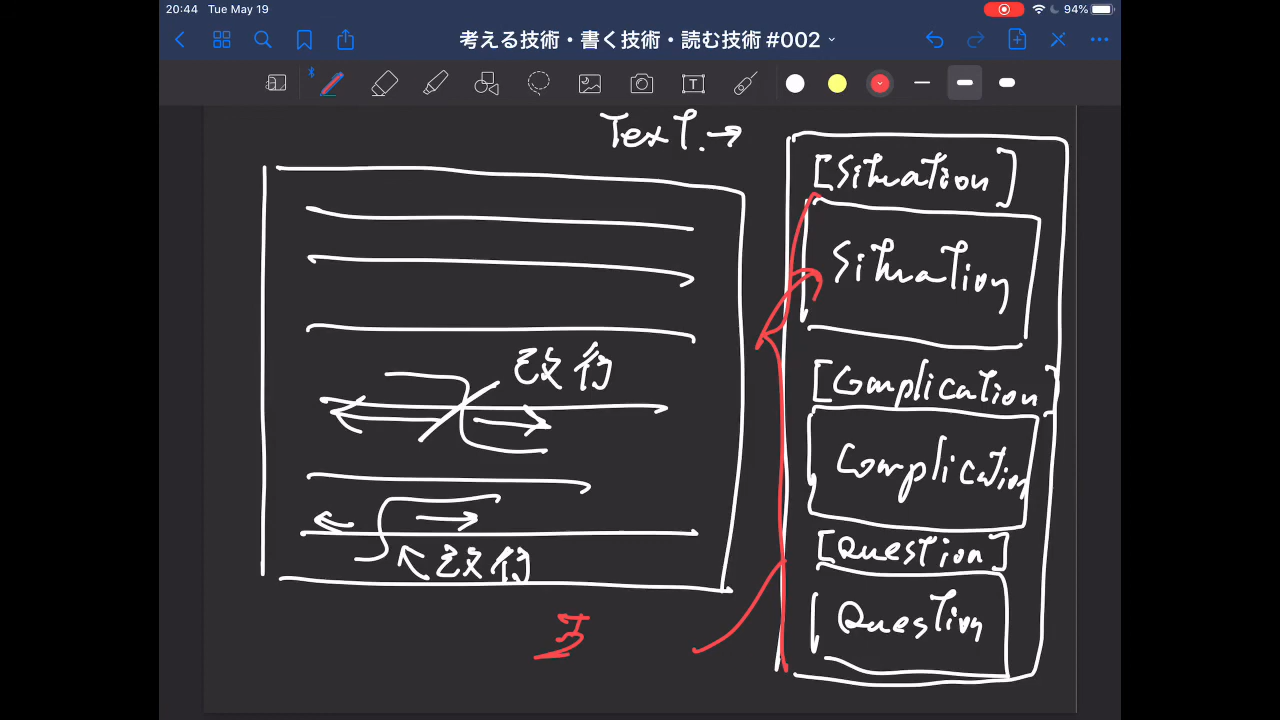 20:44 Tue May 19
94%
考える技術・書く技術・読む技術 #002
T
Text. →
[Situation]
Situation
改行
[Complication]
Complication
改行
[Question]
Question